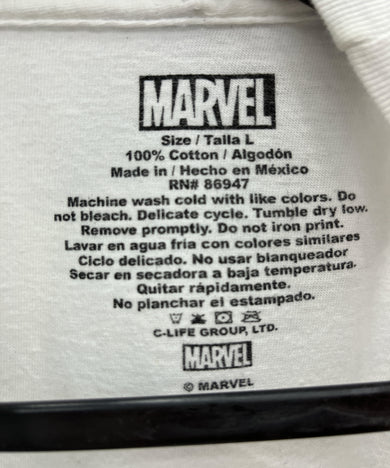 MARVEL
Size / Talla L
100% Cotton / Algodón
Made in / Hecho en México
RN# 86947
Machine wash cold with like colors. Do
not bleach. Delicate cycle. Tumble dry low.
Remove promptly. Do not iron print.
Lavar en agua fria con colores similares
Ciclo delicado. No usar blanqueador
Secar en secadora a baja temperatura.
Quitar rápidamente.
No planchar el estampado.
C-LIFE GROUP, LTD.
MARVEL
© MARVEL